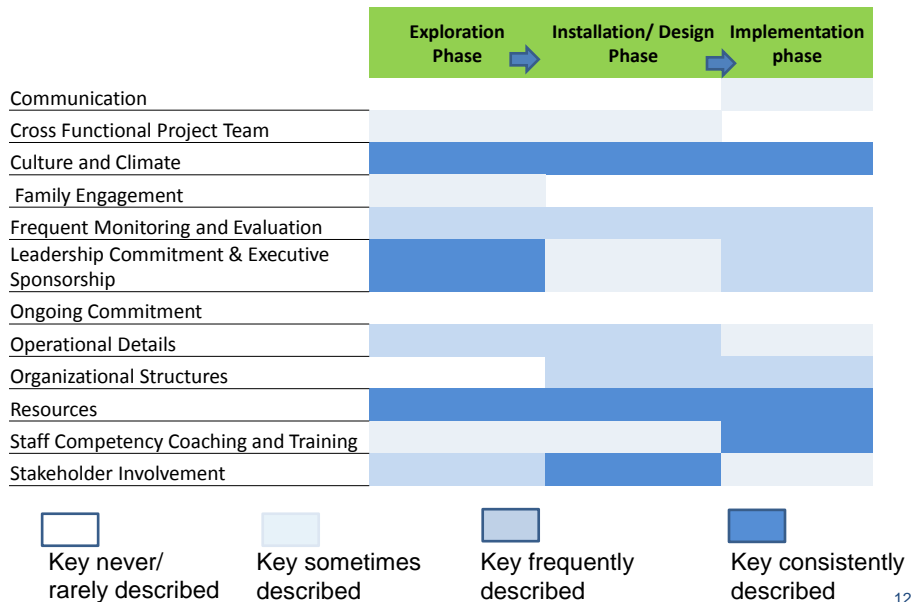 Exploration Phase
Installation/ Design Phase
Implementation phase
Communication
Cross Functional Project Team
Culture and Climate
Family Engagement
Frequent Monitoring and Evaluation
Leadership Commitment & Executive
Sponsorship
Ongoing Commitment
Operational Details
Organizational Structures
Resources
Staff Competency Coaching and Training
Stakeholder Involvement
Key never/
rarely described
Key sometimes
described
Key frequently
described
Key consistently
described
12